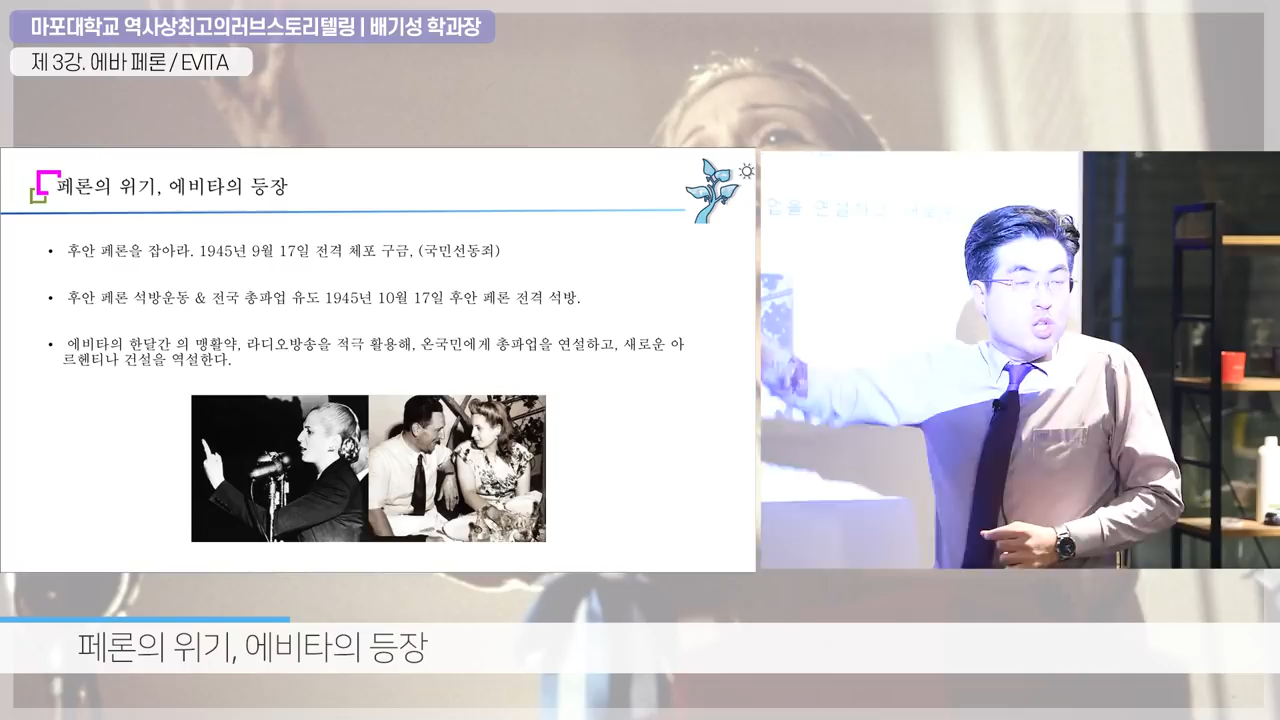 마포대학교 역사상최고의러브스토리텔링 | 배기성 학과장
제 3강. 에바 페론 / EVITA
페론의 위기, 에비타의 등장
• 후안 페론을 잡아라. 1945년 9월 17일 전격 체포 구금, (국민선동죄)
• 후안 페론 석방운동 & 전국 총파업 유도 1945년 10월 17일 후안 페론 전격 석방.
• 에비타의 한달간 의 맹활약, 라디오방송을 적극 활용해, 온국민에게 총파업을 연설하고, 새로운 아
르헨티나 건설을 역설한다.
업을 연설하고
페론의 위기, 에비타의 등장